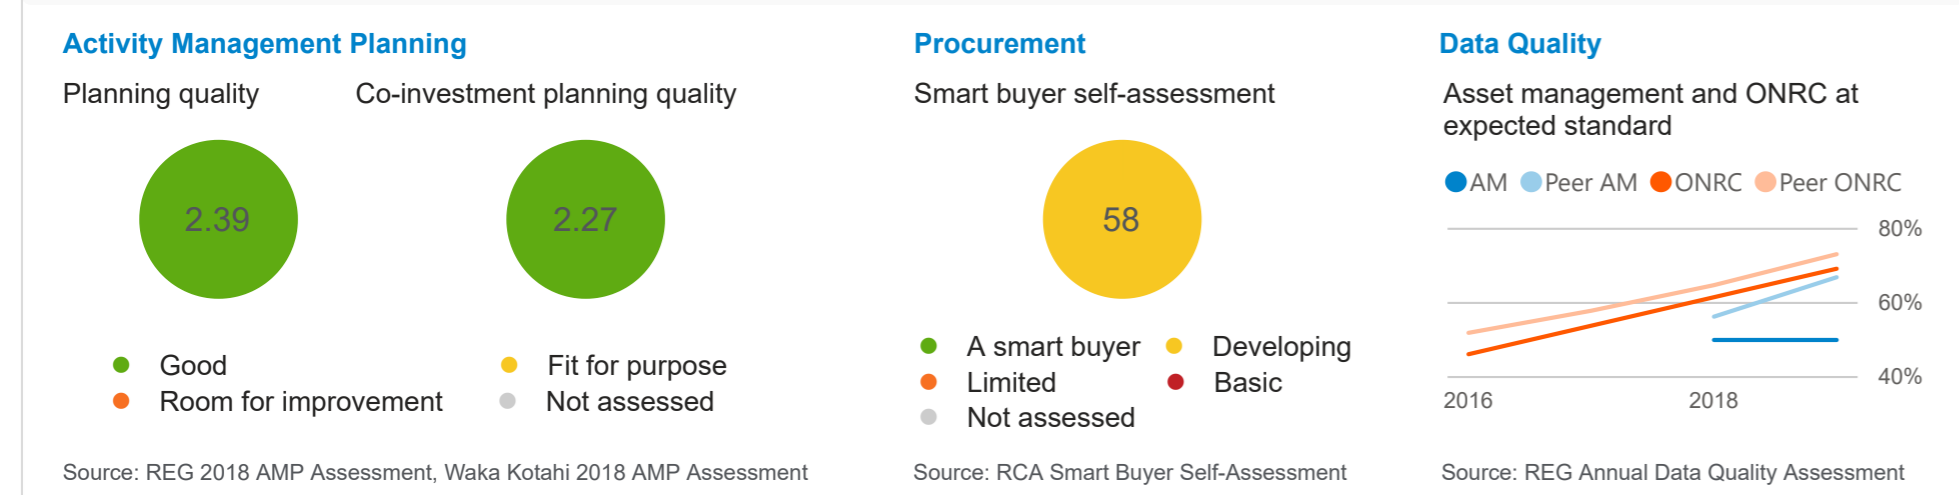 Activity Management Planning
Planning quality
Co-investment planning quality
2.39
2.27
Good
Fit for purpose
Room for improvement
Not assessed
Source: REG 2018 AMP Assessment, Waka Kotahi 2018 AMP Assessment
Procurement
Smart buyer self-assessment
58
A smart buyer
Developing
Limited
Basic
Not assessed
Source: RCA Smart Buyer Self-Assessment
Data Quality
Asset management and ONRC at
expected standard
AM Peer AM ONRC Peer ONRC
80%
60%
40%
2016
2018
Source: REG Annual Data Quality Assessment